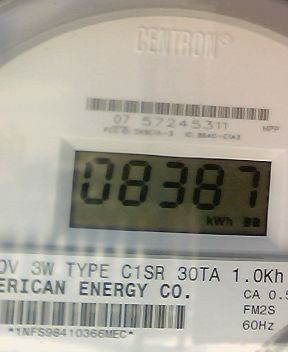 CENTRON®
07 57245311
08387
kWh
0V 3W TYPE C1SR 30TA 1.0Kh
ERICAN ENERGY CO.
CA 0.5
FM2S
60Hz
*1NFS98410366MEC*